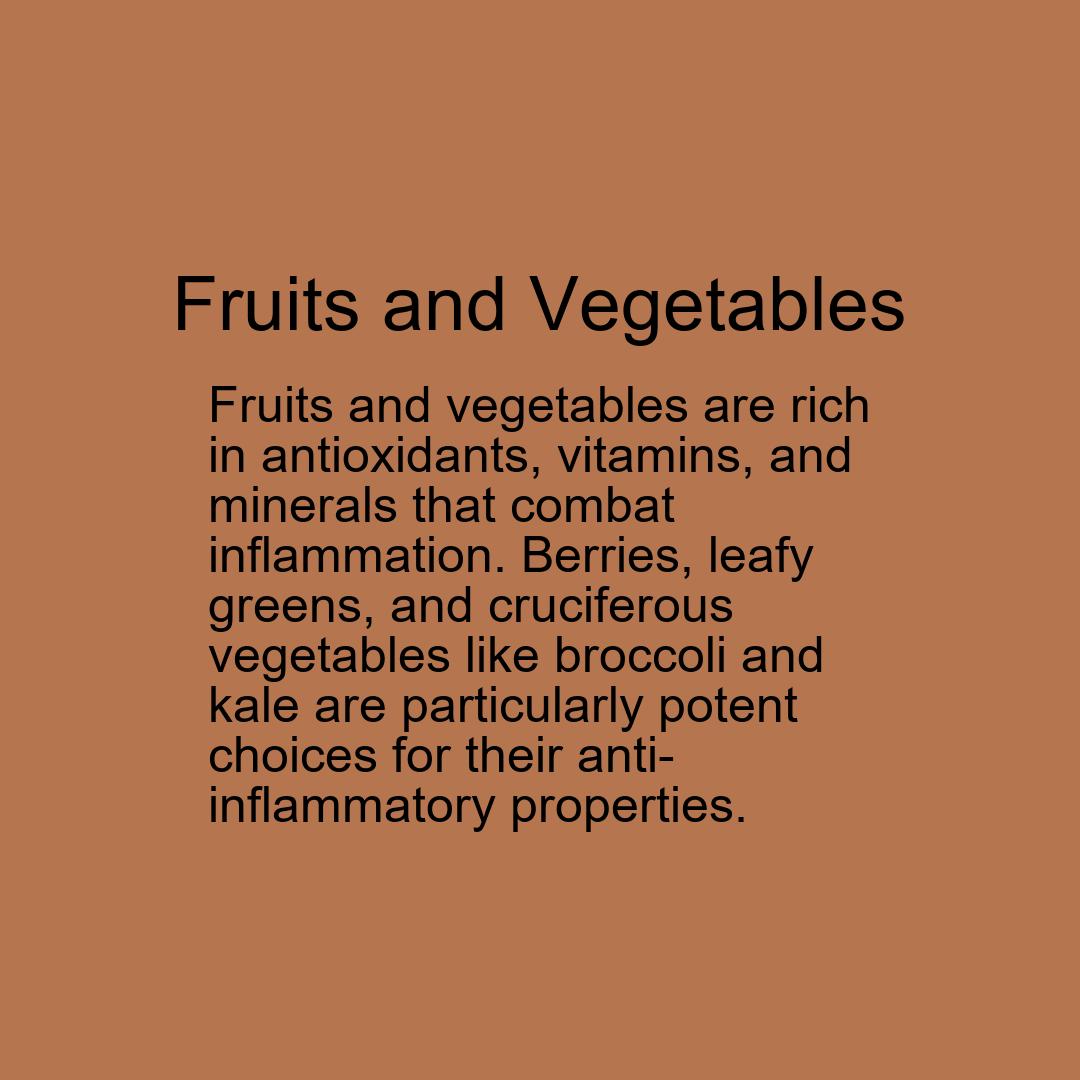 Fruits and Vegetables
Fruits and vegetables are rich
in antioxidants, vitamins, and
minerals that combat
inflammation. Berries, leafy
greens, and cruciferous
vegetables like broccoli and
kale are particularly potent
choices for their anti-
inflammatory properties.